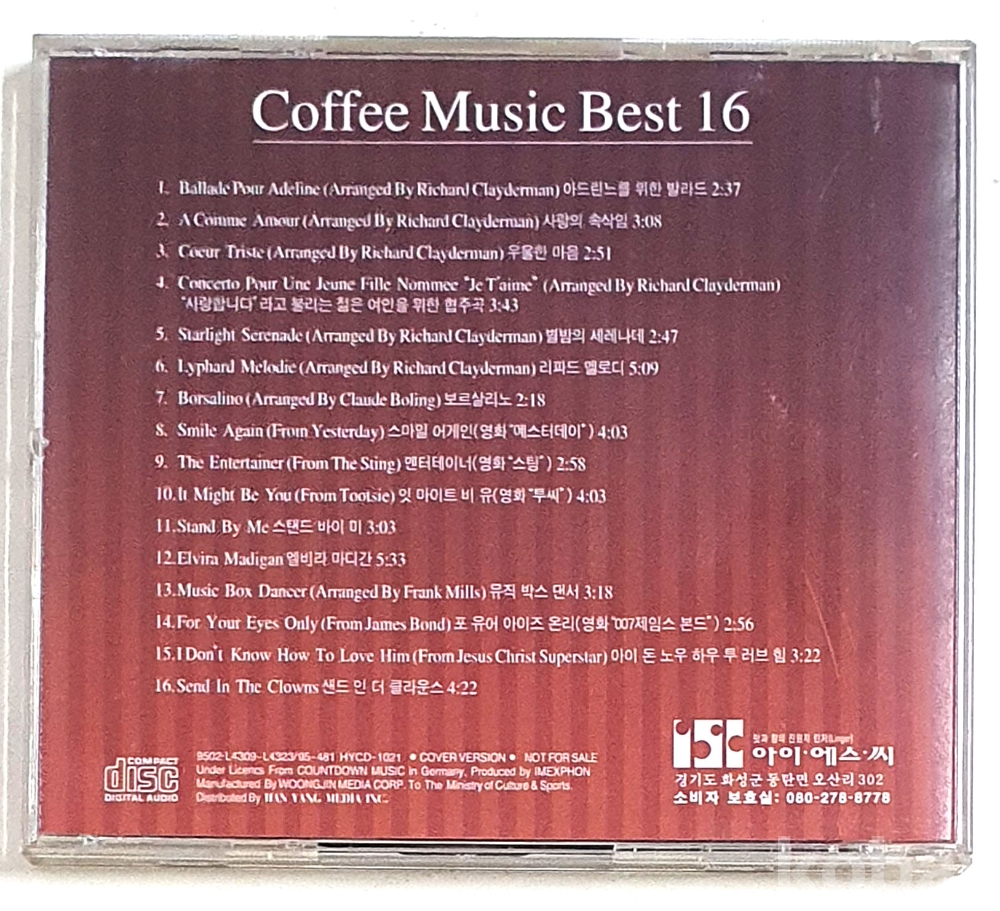 Coffee Music Best 16
1. Ballade Pour Adeline (Arranged By Richard Clayderman) 아드린느를 위한 발라드 2:37
2. A Comme Amour (Arranged By Richard Clayderman) 사랑의 속삭임 3:08
3. Coeur Triste (Arranged By Richard Clayderman) 우울한 마음 2:51
4. Concerto Pour Une Jeune Fille Nommee "Je T'aime" (Arranged By Richard Clayderman)
"사랑합니다" 라고 불리는 젊은 여인을 위한 협주곡 3:43
5. Starlight Serenade (Arranged By Richard Clayderman) 별밤의 세레나데 2:47
6. Lyphard Melodie (Arranged By Richard Clayderman) 리파드 멜로디 5:09
7. Borsalino (Arranged By Claude Boling) 보르살리노 2:18
8. Smile Again (From Yesterday) 스마일 어게인(영화 "예스터데이") 4:03
9. The Entertainer (From The Sting) 엔터테이너(영화 "스팅") 2:58
10. It Might Be You (From Tootsie) 잇 마이트 비 유(영화 "투씨") 4:03
11. Stand By Me 스탠드 바이 미 3:03
12. Elvira Madigan 엘비라 마디간 5:33
13. Music Box Dancer (Arranged By Frank Mills) 뮤직 박스 댄서 3:18
14. For Your Eyes Only (From James Bond) 포 유어 아이즈 온리(영화 "007제임스 본드") 2:56
15. I Don't Know How To Love Him (From Jesus Christ Superstar) 아이 돈 노우 하우 투 러브 힘 3:22
16. Send In The Clowns 샌드 인 더 클라운스 4:22
COMPACT
disc
DIGITAL AUDIO
9502-L4309~L4323/95-481 HYCD-1021 • COVER VERSION • NOT FOR SALE
Under Licence From COUNTDOWN MUSIC In Germany, Produced by IMEXPHON
Manufactured By WOONGJIN MEDIA CORP. To The Ministry of Culture & Sports.
Distributed By HAN YANG MEDIA INC.
isc
맛과 향의 진원지 린저(Linger)
아이·에스·씨
경기도 화성군 동탄면 오산리 302
소비자 보호실: 080-278-8778